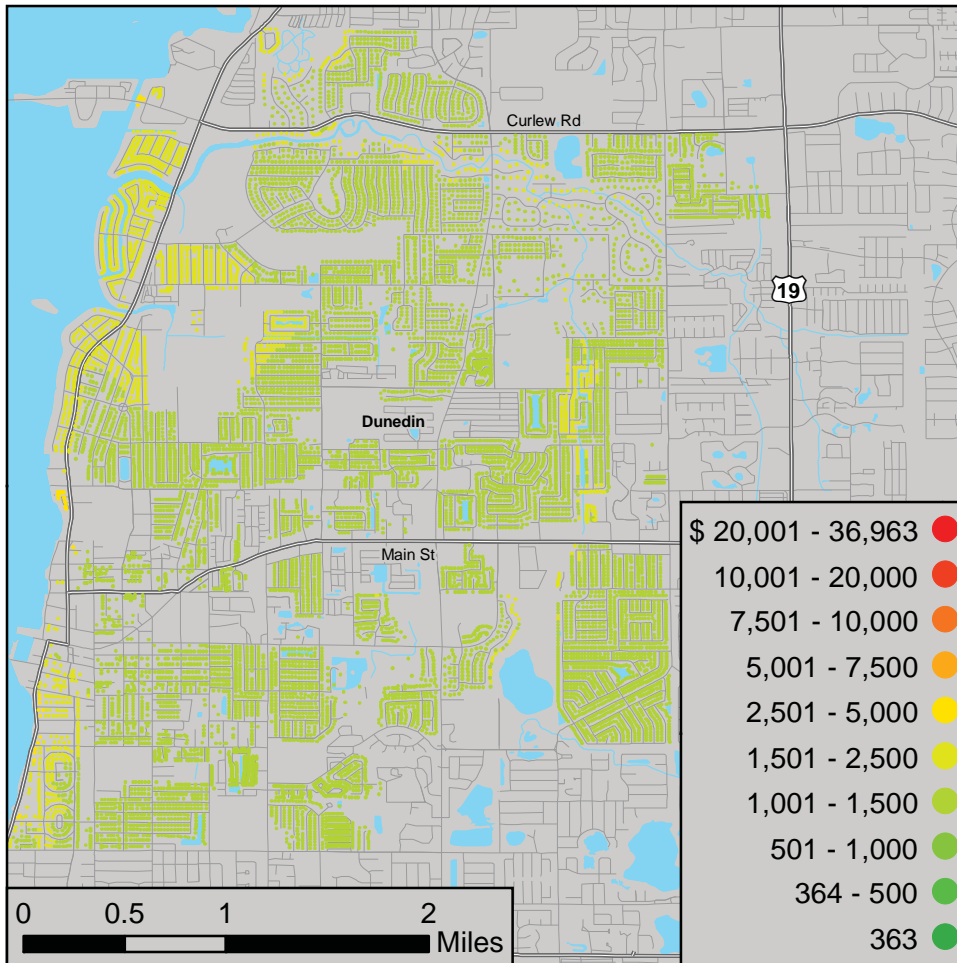 Curlew Rd
19
Dunedin
Main St
$ 20,001 - 36,963
10,001 - 20,000
7,501 - 10,000
5,001 - 7,500
2,501 - 5,000
1,501 - 2,500
1,001 - 1,500
501 - 1,000
364 - 500
363
0 0.5 1 2
Miles